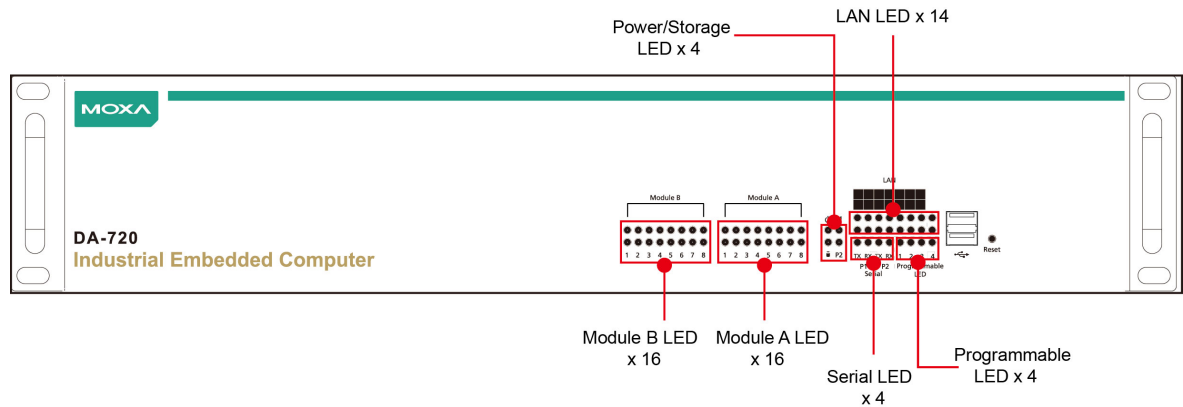 Power/Storage
LED x 4
LAN LED x 14
MOXA
LAN
Module B
Module A
1 2 3 4 5 6 7 8
1 2 3 4 5 6 7 8
P2
TX RX TX RX
1 2 3 4
P1 P2
Serial
Programmable
LED
Reset
DA-720
Industrial Embedded Computer
Module B LED
x 16
Module A LED
x 16
Serial LED
x 4
Programmable
LED x 4